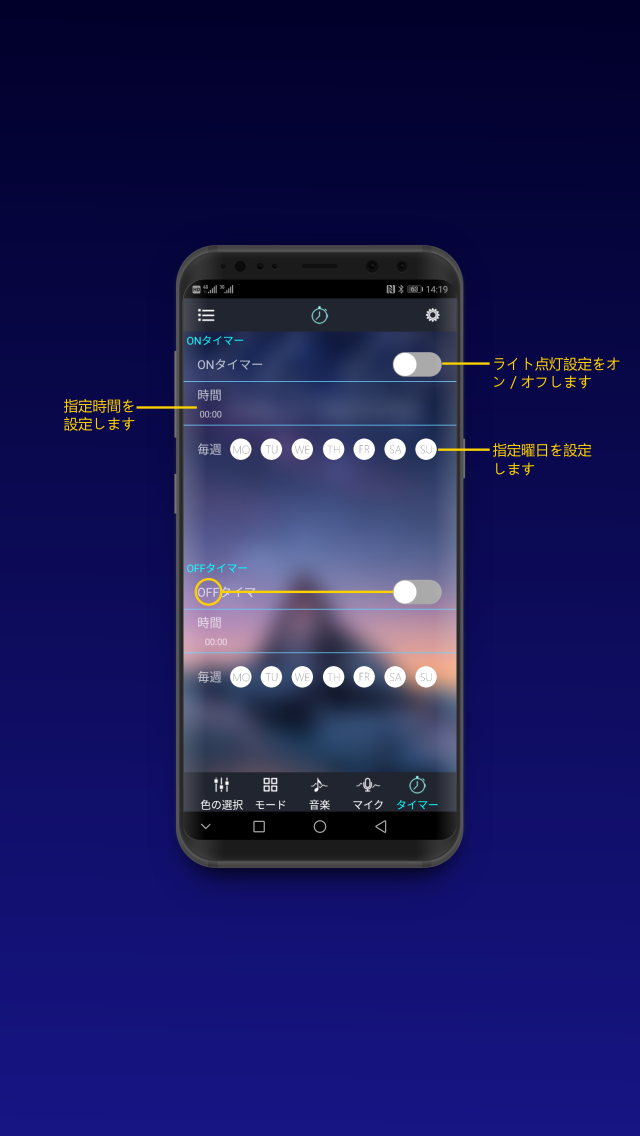 14:19
ONタイマー
ONタイマー
ライト点灯設定をオ
ン / オフします
時間
00:00
指定時間を
設定します
毎週 MO TU WE TH FR SA SU
指定曜日を設定
します
OFFタイマー
OFFタイマ
時間
00:00
毎週 MO TU WE TH FR SA SU
色の選択 モード 音楽 マイク タイマー